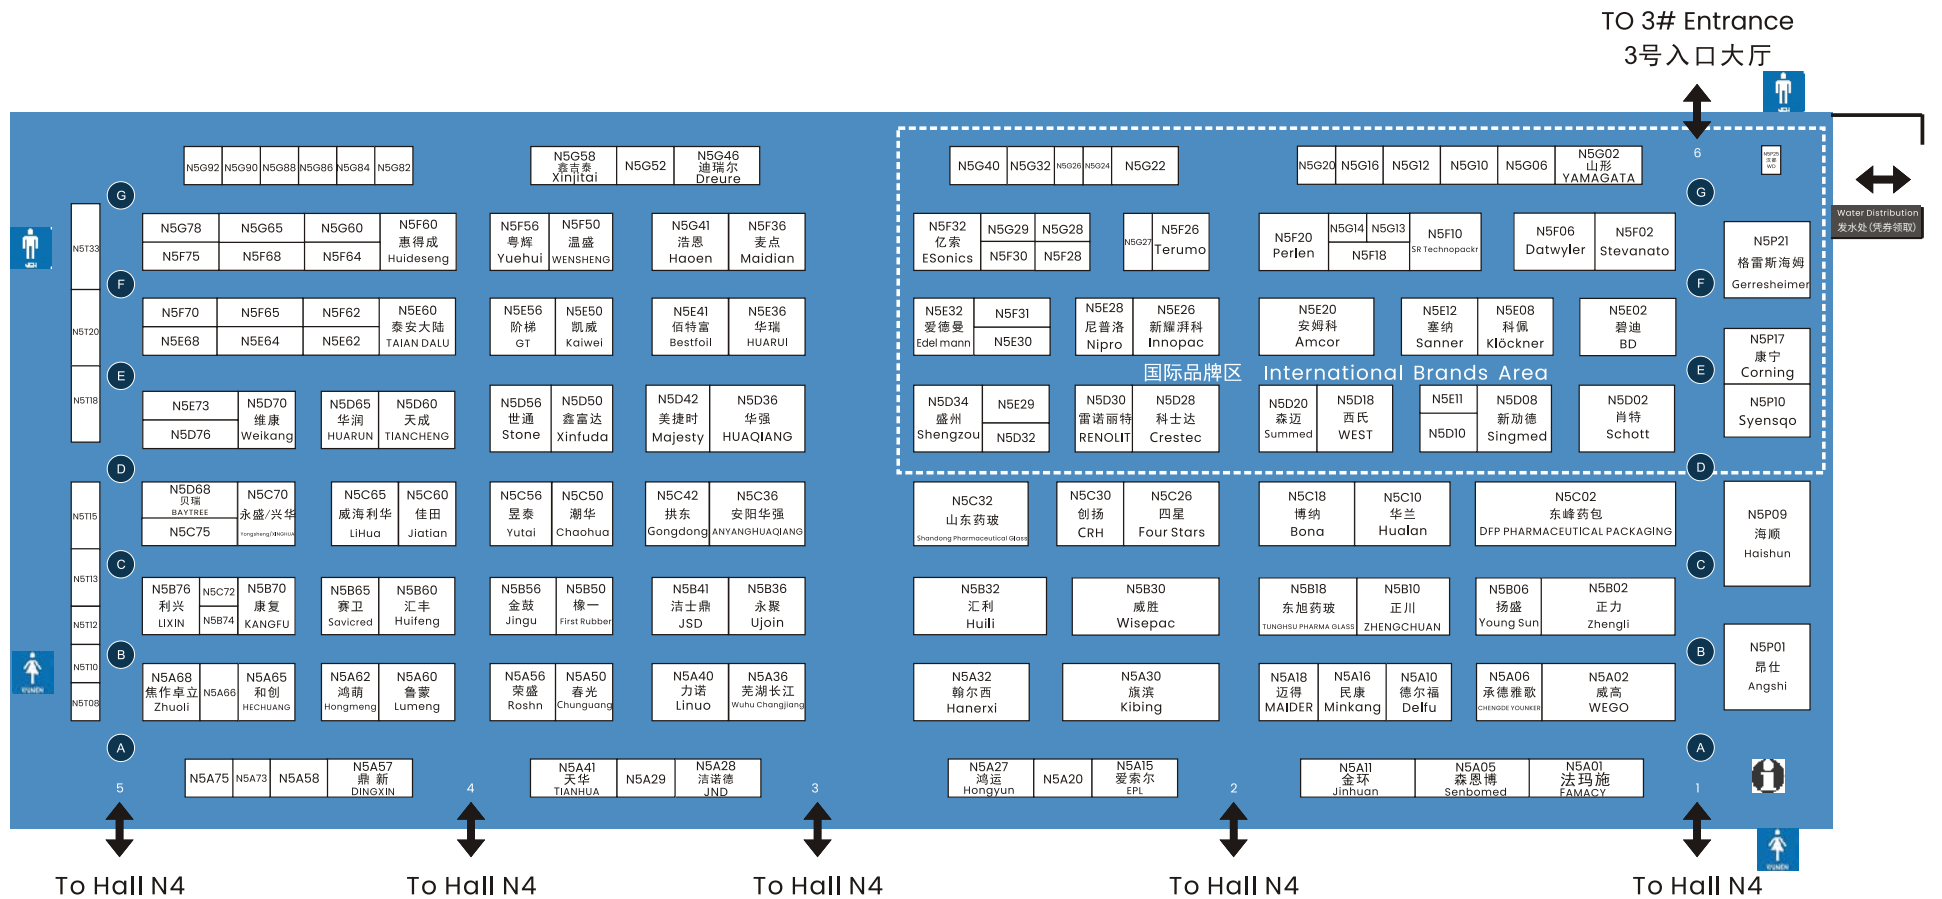 TO 3# Entrance
3号入口大厅
Water Distribution
发水处(凭券领取)
6
N5G92 N5G90 N5G88 N5G86 N5G84 N5G82
N5G58 鑫吉泰 Xinjitai
N5G52
N5G46 迪瑞尔 Dreure
N5G40 N5G32 N5G26 N5G24 N5G22
N5G20 N5G16 N5G12 N5G10 N5G06
N5G02 山形 YAMAGATA
N5P25
G
G
N5T33
N5G78 N5G65 N5G60
N5F75 N5F68 N5F64
N5F60 惠得成 Huideseng
N5F56 粤辉 Yuehui
N5F50 温盛 WENSHENG
N5G41 浩恩 Haoen
N5F36 麦点 Maidian
N5F32 亿索 ESonics
N5G29 N5G28
N5F30 N5F28
N5G27
N5F26 Terumo
N5F20 Perlen
N5G14 N5G13
N5F18
N5F10 SR Technopackr
N5F06 Datwyler
N5F02 Stevanato
N5P21 格雷斯海姆 Gerresheimer
F
F
N5T20
N5F70 N5F65 N5F62
N5E68 N5E64 N5E62
N5E60 泰安大陆 TAIAN DALU
N5E56 阶梯 GT
N5E50 凯威 Kaiwei
N5E41 佰特富 Bestfoil
N5E36 华瑞 HUARUI
N5E32 爱德曼 Edel mann
N5F31
N5E30
N5E28 尼普洛 Nipro
N5E26 新耀湃科 Innopac
N5E20 安姆科 Amcor
N5E12 塞纳 Sanner
N5E08 科佩 Klöckner
N5E02 碧迪 BD
N5P17 康宁 Corning
国际品牌区 International Brands Area
E
E
N5T18
N5E73
N5D76
N5D70 维康 Weikang
N5D65 华润 HUARUN
N5D60 天成 TIANCHENG
N5D56 世通 Stone
N5D50 鑫富达 Xinfuda
N5D42 美捷时 Majesty
N5D36 华强 HUAQIANG
N5D34 盛州 Shengzou
N5E29
N5D32
N5D30 雷诺丽特 RENOLIT
N5D28 科士达 Crestec
N5D20 森迈 Summed
N5D18 西氏 WEST
N5E11
N5D10
N5D08 新劢德 Singmed
N5D02 肖特 Schott
N5P10 Syensqo
D
D
N5T15
N5D68 贝瑞 BAYTREE
N5C75
N5C70 永盛/兴华 Yongsheng/XINGHUA
N5C65 威海利华 LiHua
N5C60 佳田 Jiatian
N5C56 昱泰 Yutai
N5C50 潮华 Chaohua
N5C42 拱东 Gongdong
N5C36 安阳华强 ANYANGHUAQIANG
N5C32 山东药玻 Shandong Pharmaceutical Glass
N5C30 创扬 CRH
N5C26 四星 Four Stars
N5C18 博纳 Bona
N5C10 华兰 Hualan
N5C02 东峰药包 DFP PHARMACEUTICAL PACKAGING
N5P09 海顺 Haishun
C
C
N5T13
N5T12
N5B76 利兴 LIXIN
N5C72
N5B74
N5B70 康复 KANGFU
N5B65 赛卫 Savicred
N5B60 汇丰 Huifeng
N5B56 金鼓 Jingu
N5B50 橡一 First Rubber
N5B41 洁士鼎 JSD
N5B36 永聚 Ujoin
N5B32 汇利 Huili
N5B30 威胜 Wisepac
N5B18 东旭药玻 TUNGHSU PHARMA GLASS
N5B10 正川 ZHENGCHUAN
N5B06 扬盛 Young Sun
N5B02 正力 Zhengli
N5P01 昂仕 Angshi
B
B
N5T10
N5T08
N5A68 焦作卓立 Zhuoli
N5A66
N5A65 和创 HECHUANG
N5A62 鸿萌 Hongmeng
N5A60 鲁蒙 Lumeng
N5A56 荣盛 Roshn
N5A50 春光 Chunguang
N5A40 力诺 Linuo
N5A36 芜湖长江 Wuhu Changjiang
N5A32 翰尔西 Hanerxi
N5A30 旗滨 Kibing
N5A18 迈得 MAIDER
N5A16 民康 Minkang
N5A10 德尔福 Delfu
N5A06 承德雅歌 CHENGDE YOUNKER
N5A02 威高 WEGO
A
A
N5A75 N5A73 N5A58
N5A57 鼎新 DINGXIN
N5A41 天华 TIANHUA
N5A29
N5A28 洁诺德 JND
N5A27 鸿运 Hongyun
N5A20
N5A15 爱索尔 EPL
N5A11 金环 Jinhuan
N5A05 森恩博 Senbomed
N5A01 法玛施 FAMACY
5 4 3 2 1
To Hall N4 To Hall N4 To Hall N4 To Hall N4 To Hall N4